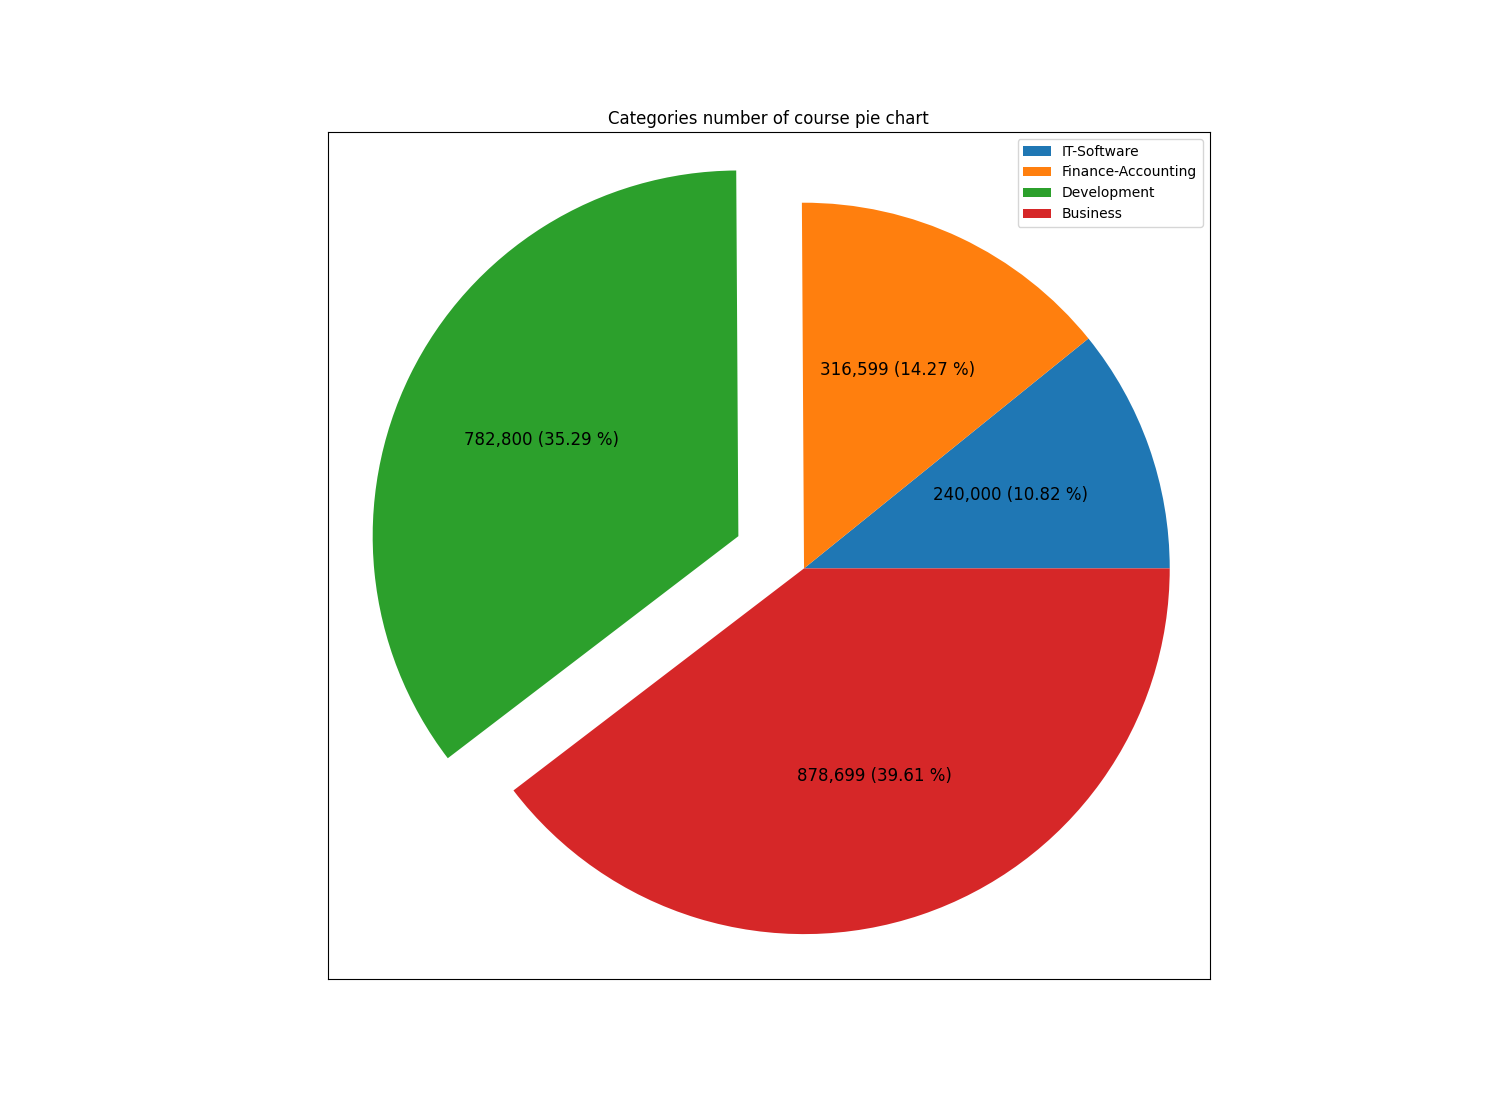 Categories number of course pie chart
IT-Software
Finance-Accounting
Development
Business
316,599 (14.27 %)
782,800 (35.29 %)
240,000 (10.82 %)
878,699 (39.61 %)